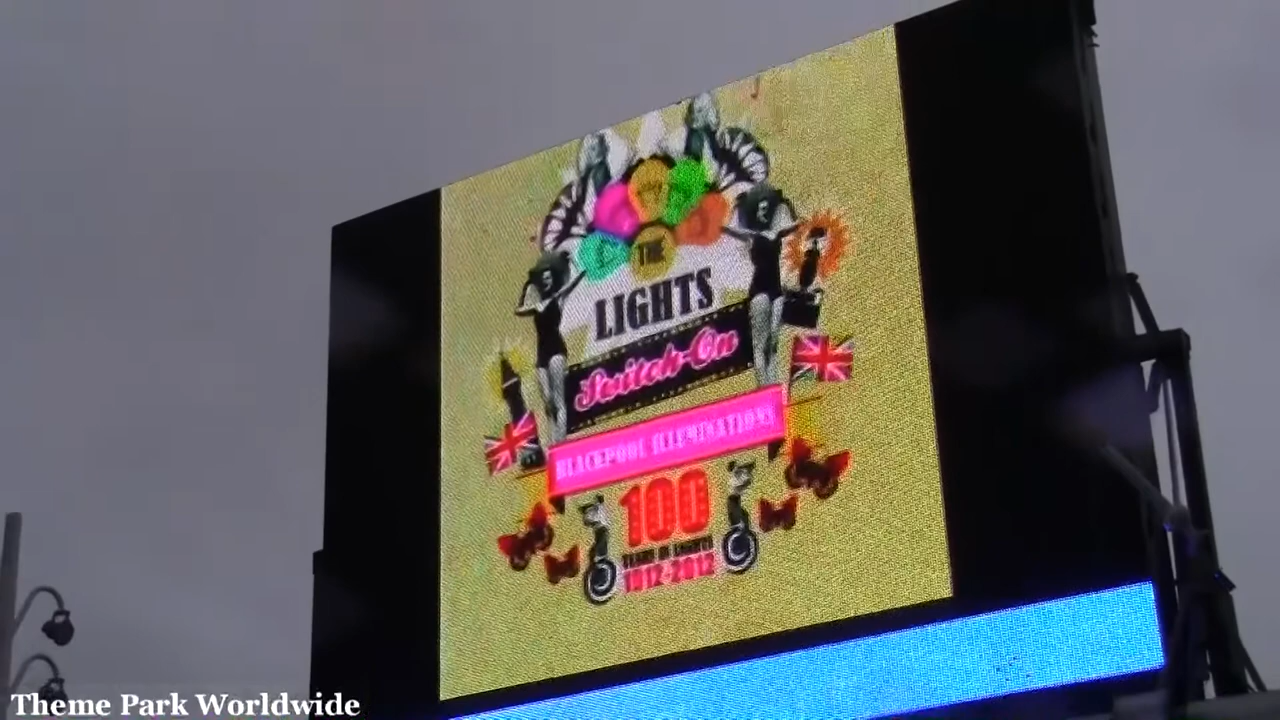 THE
LIGHTS
Switch-On
BLACKPOOL ILLUMINATIONS
100
YEARS OF LIGHTS
1912-2012
Theme Park Worldwide